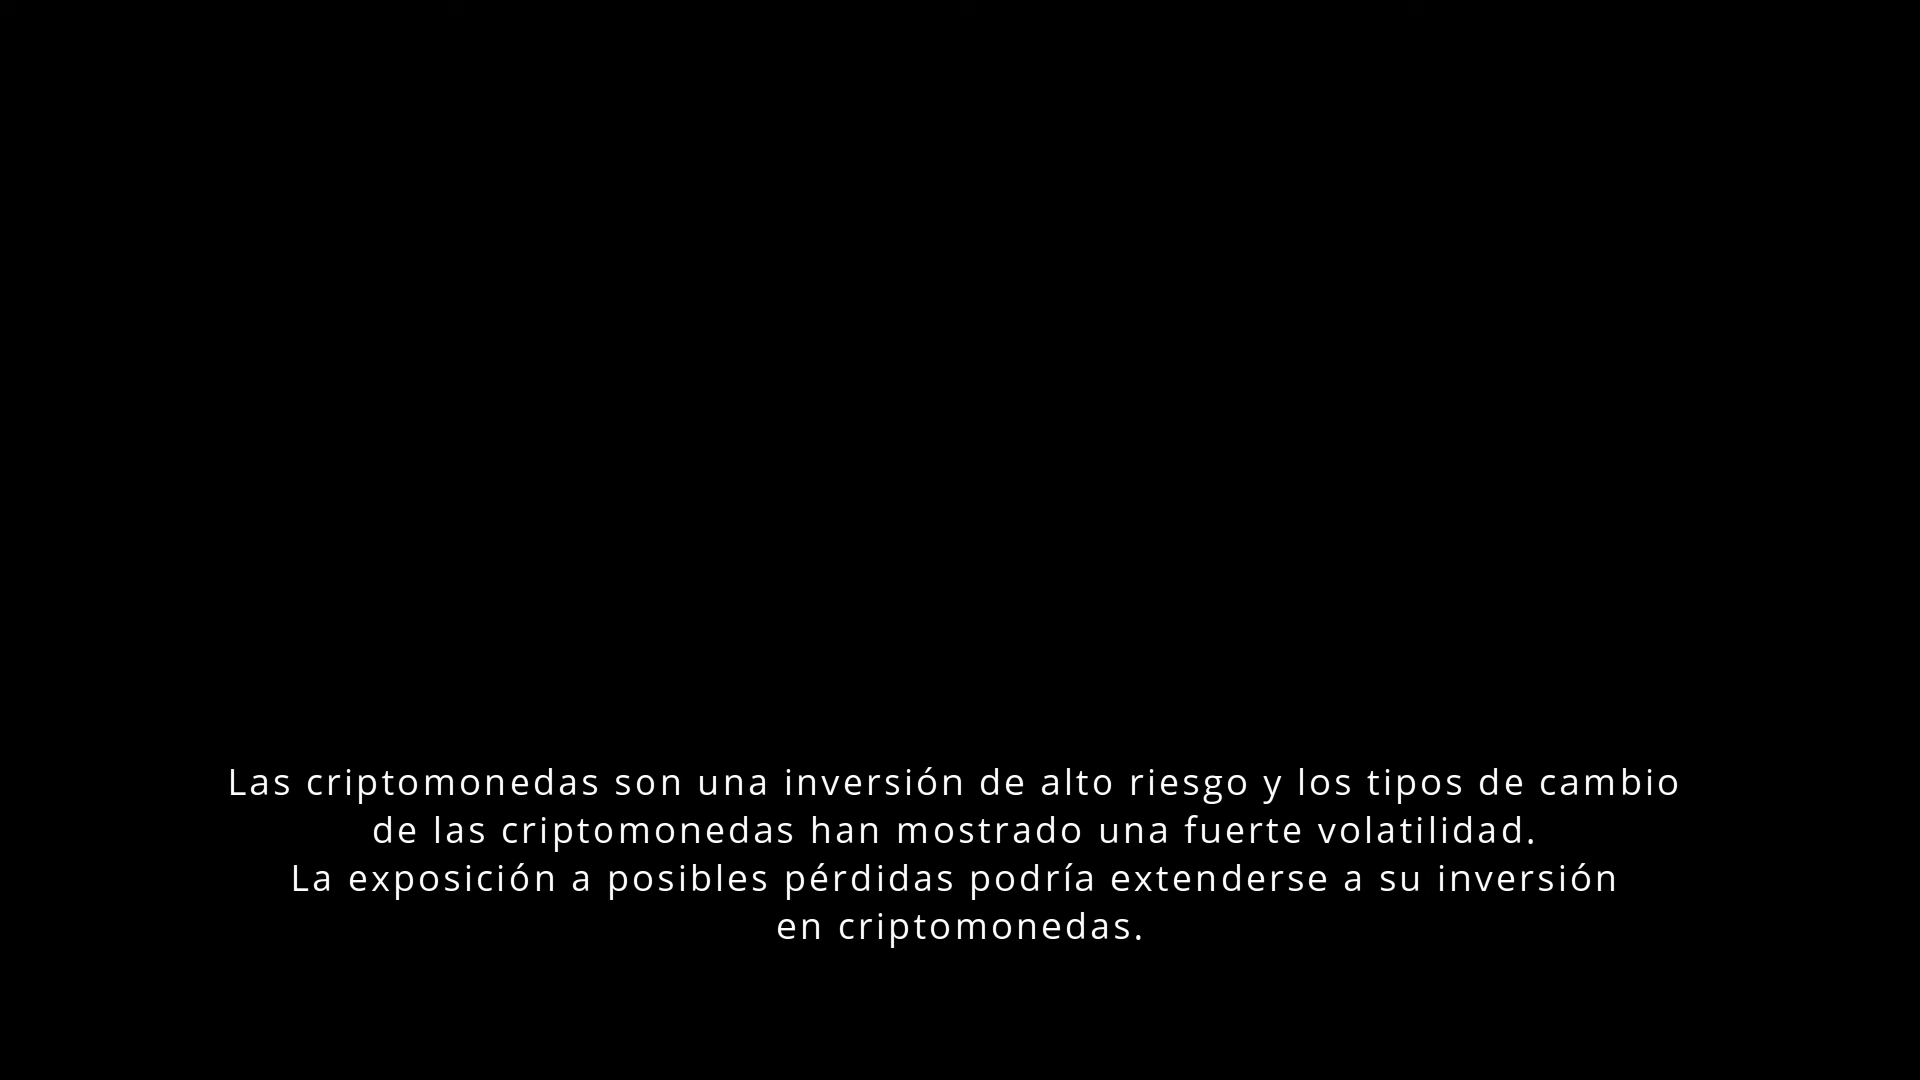 Las criptomonedas son una inversión de alto riesgo y los tipos de cambio
de las criptomonedas han mostrado una fuerte volatilidad.
La exposición a posibles pérdidas podría extenderse a su inversión
en criptomonedas.